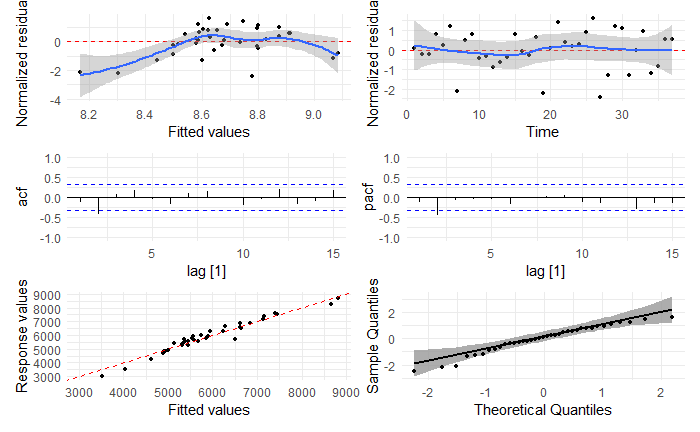 Normalized residual
0
-2
-4
8.2 8.4 8.6 8.8 9.0
Fitted values
Normalized residual
1
0
-1
-2
0 10 20 30
Time
acf
1.0
0.5
0.0
-0.5
-1.0
5 10 15
lag [1]
pacf
1.0
0.5
0.0
-0.5
-1.0
5 10 15
lag [1]
Response values
9000
8000
7000
6000
5000
4000
3000
3000 4000 5000 6000 7000 8000 9000
Fitted values
Sample Quantiles
2
0
-2
-2 -1 0 1 2
Theoretical Quantiles